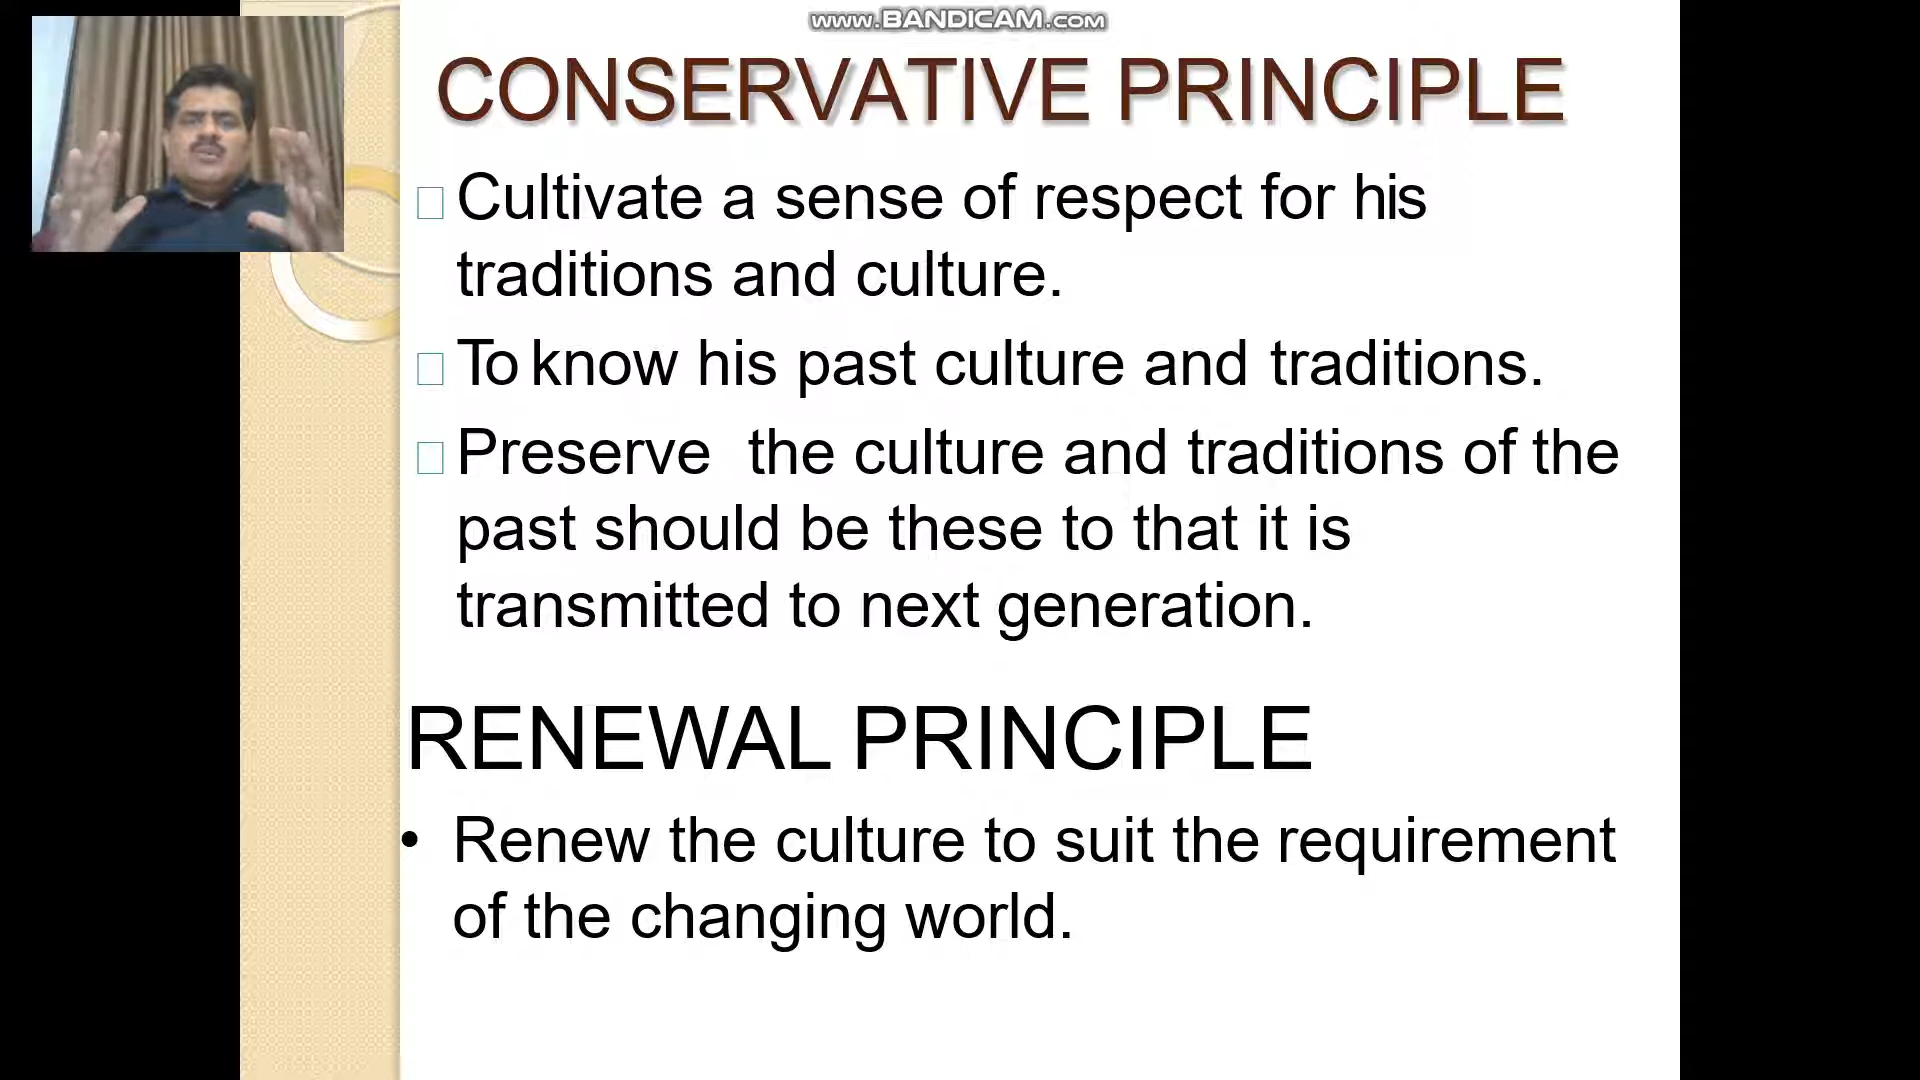 www.BANDICAM.com
CONSERVATIVE PRINCIPLE
Cultivate a sense of respect for his
traditions and culture.
To know his past culture and traditions.
Preserve the culture and traditions of the
past should be these to that it is
transmitted to next generation.
RENEWAL PRINCIPLE
• Renew the culture to suit the requirement
of the changing world.